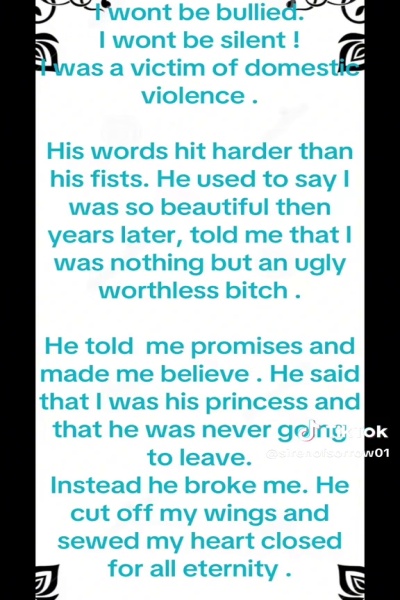 I wont be bullied.
I wont be silent !
I was a victim of domestic
violence .
His words hit harder than
his fists. He used to say I
was so beautiful then
years later, told me that I
was nothing but an ugly
worthless bitch .
He told me promises and
made me believe . He said
that I was his princess and
that he was never going
to leave.
Instead he broke me. He
cut off my wings and
sewed my heart closed
for all eternity .
TikTok